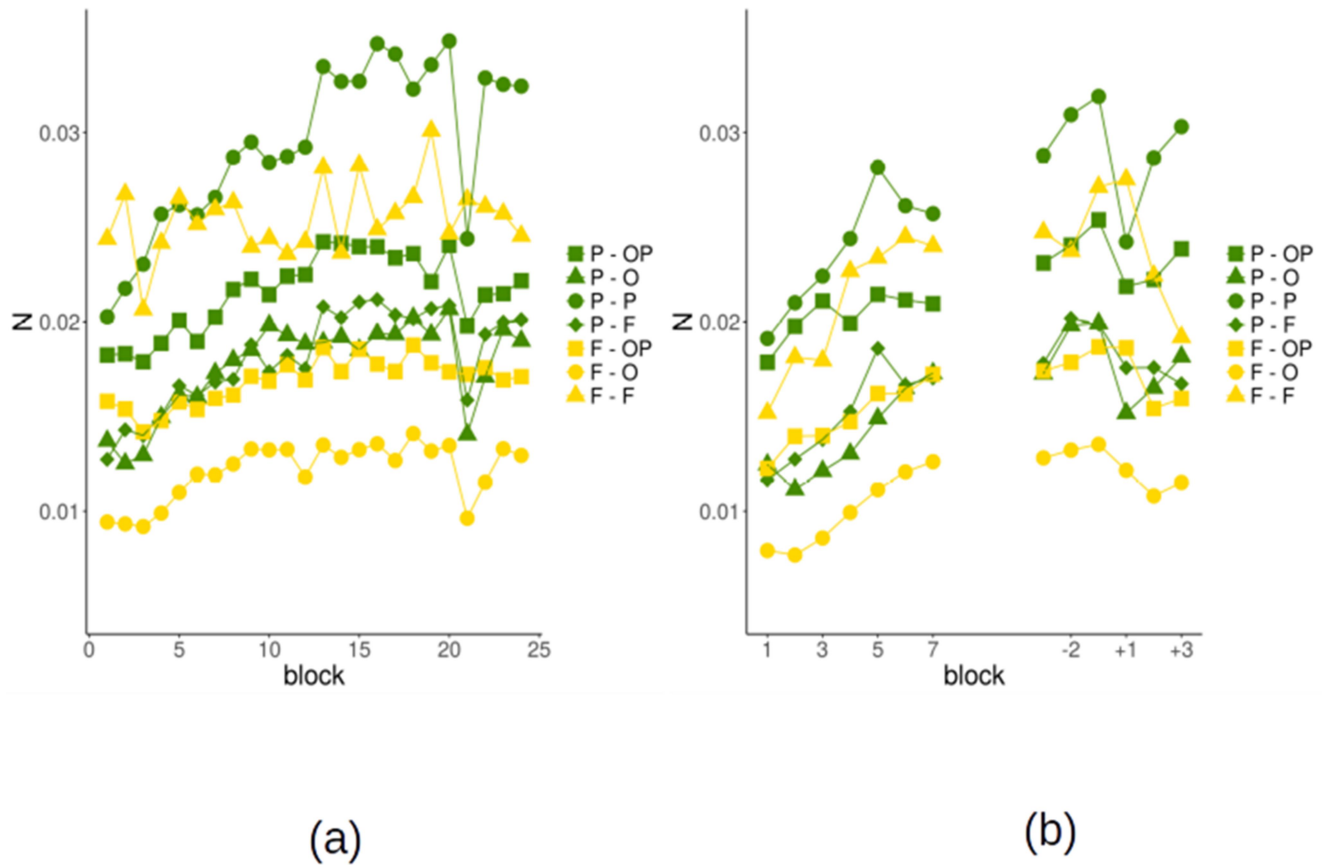 N
0.03
0.02
0.01
0
5
10
15
20
25
block
P - OP
P - O
P - P
P - F
F - OP
F - O
F - F
(a)
N
0.03
0.02
0.01
1
3
5
7
-2
+1
+3
block
P - OP
P - O
P - P
P - F
F - OP
F - O
F - F
(b)